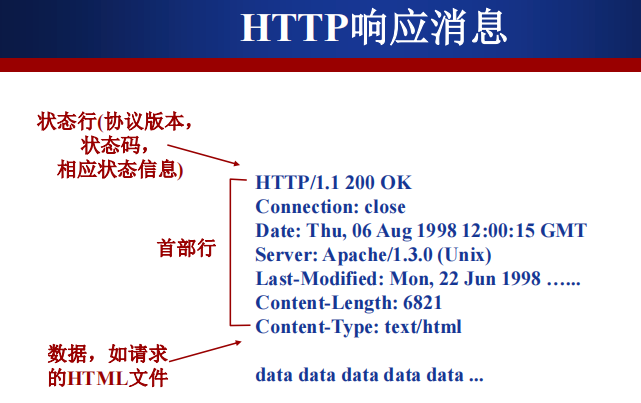 HTTP响应消息
状态行(协议版本，
状态码，
相应状态信息)
HTTP/1.1 200 OK
Connection: close
Date: Thu, 06 Aug 1998 12:00:15 GMT
Server: Apache/1.3.0 (Unix)
Last-Modified: Mon, 22 Jun 1998 …...
Content-Length: 6821
Content-Type: text/html
首部行
数据，如请求
的HTML文件
data data data data data ...